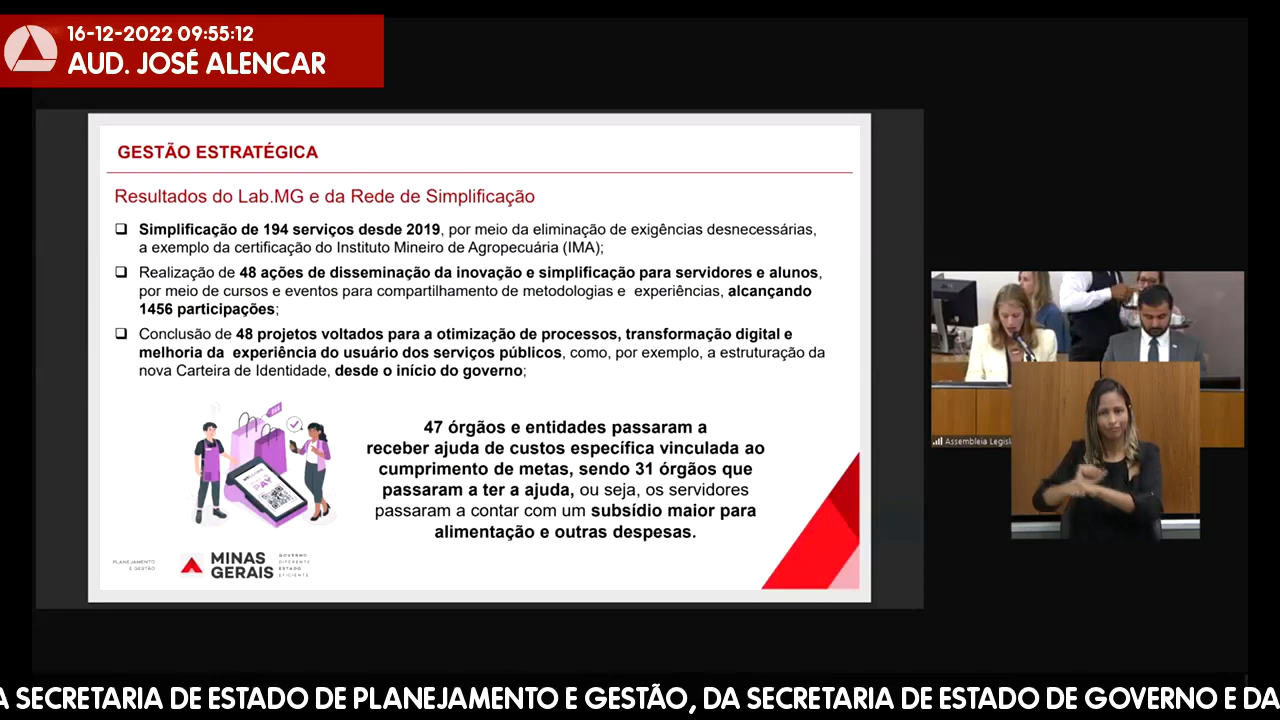 16-12-2022 09:55:12
AUD. JOSÉ ALENCAR
GESTÃO ESTRATÉGICA
Resultados do Lab.MG e da Rede de Simplificação
❑ Simplificação de 194 serviços desde 2019, por meio da eliminação de exigências desnecessárias,
a exemplo da certificação do Instituto Mineiro de Agropecuária (IMA);
❑ Realização de 48 ações de disseminação da inovação e simplificação para servidores e alunos,
por meio de cursos e eventos para compartilhamento de metodologias e experiências, alcançando
1456 participações;
❑ Conclusão de 48 projetos voltados para a otimização de processos, transformação digital e
melhoria da experiência do usuário dos serviços públicos, como, por exemplo, a estruturação da
nova Carteira de Identidade, desde o início do governo;
47 órgãos e entidades passaram a
receber ajuda de custos específica vinculada ao
cumprimento de metas, sendo 31 órgãos que
passaram a ter a ajuda, ou seja, os servidores
passaram a contar com um subsídio maior para
alimentação e outras despesas.
PAY
PLANEJAMENTO
E GESTÃO
MINAS
GERAIS
GOVERNO
DIFERENTE
ESTADO
EFICIENTE
Assembleia Legisl
A SECRETARIA DE ESTADO DE PLANEJAMENTO E GESTÃO, DA SECRETARIA DE ESTADO DE GOVERNO E DA